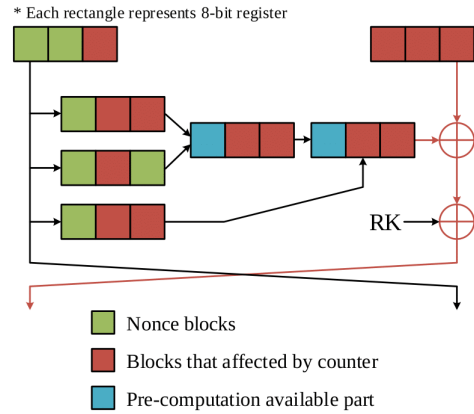 * Each rectangle represents 8-bit register
RK
Nonce blocks
Blocks that affected by counter
Pre-computation available part